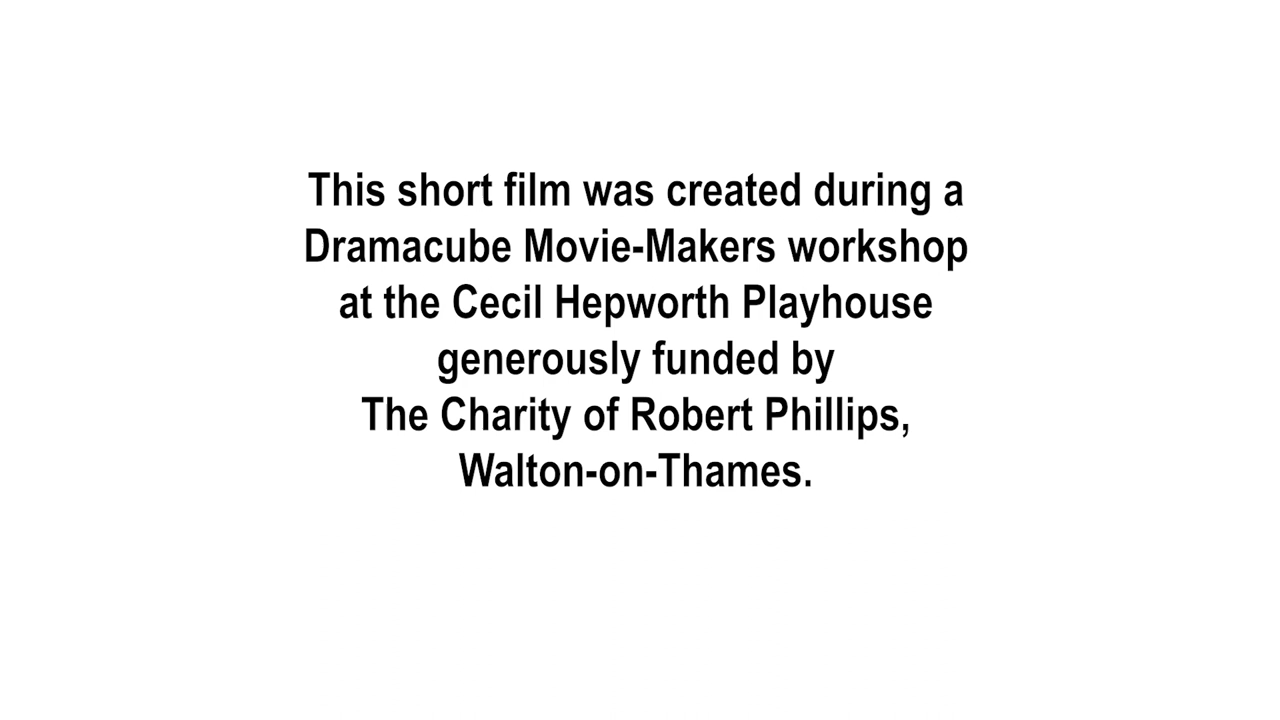 This short film was created during a
Dramacube Movie-Makers workshop
at the Cecil Hepworth Playhouse
generously funded by
The Charity of Robert Phillips,
Walton-on-Thames.